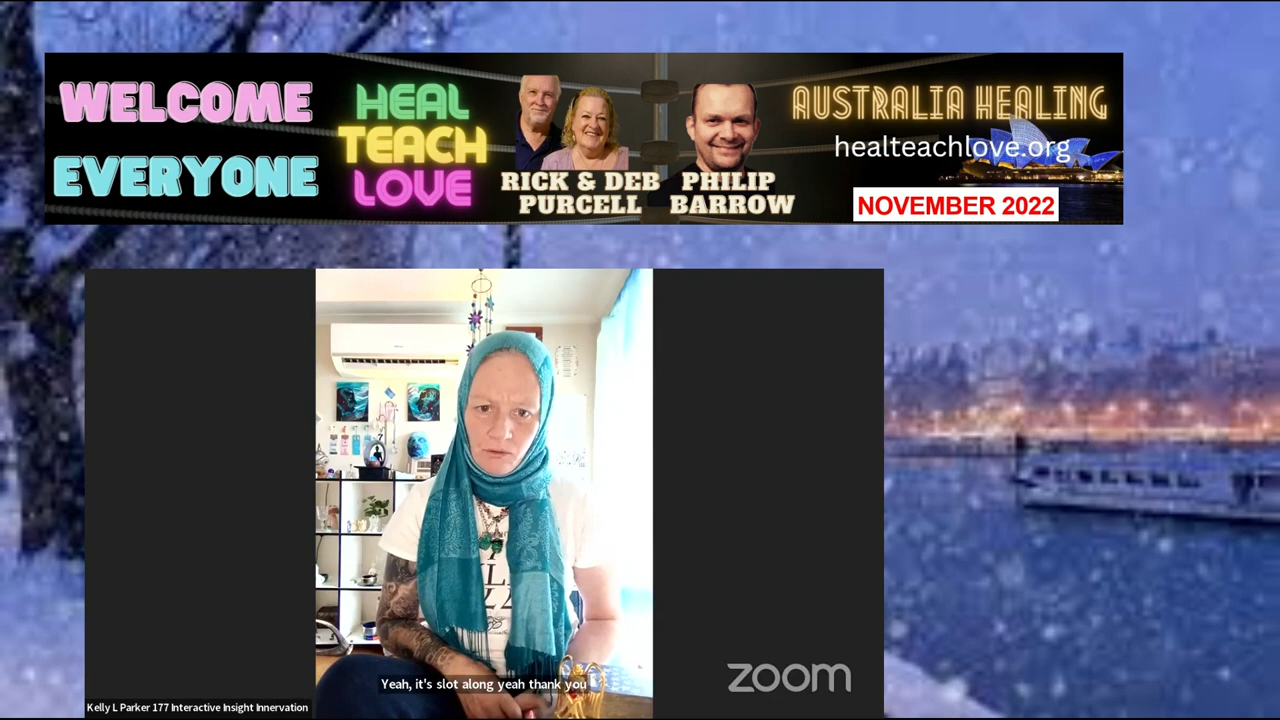 WELCOME
EVERYONE
HEAL
TEACH
LOVE
RICK & DEB
PURCELL
PHILIP
BARROW
AUSTRALIA HEALING
healteachlove.org
NOVEMBER 2022
Yeah, it's slot along yeah thank you
Kelly L Parker 177 Interactive Insight Innervation
zoom